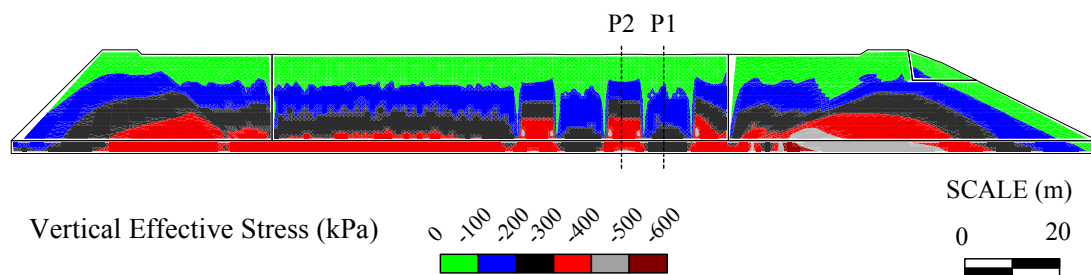 P2 P1
SCALE (m)
Vertical Effective Stress (kPa)
0 -100 -200 -300 -400 -500 -600
0 20